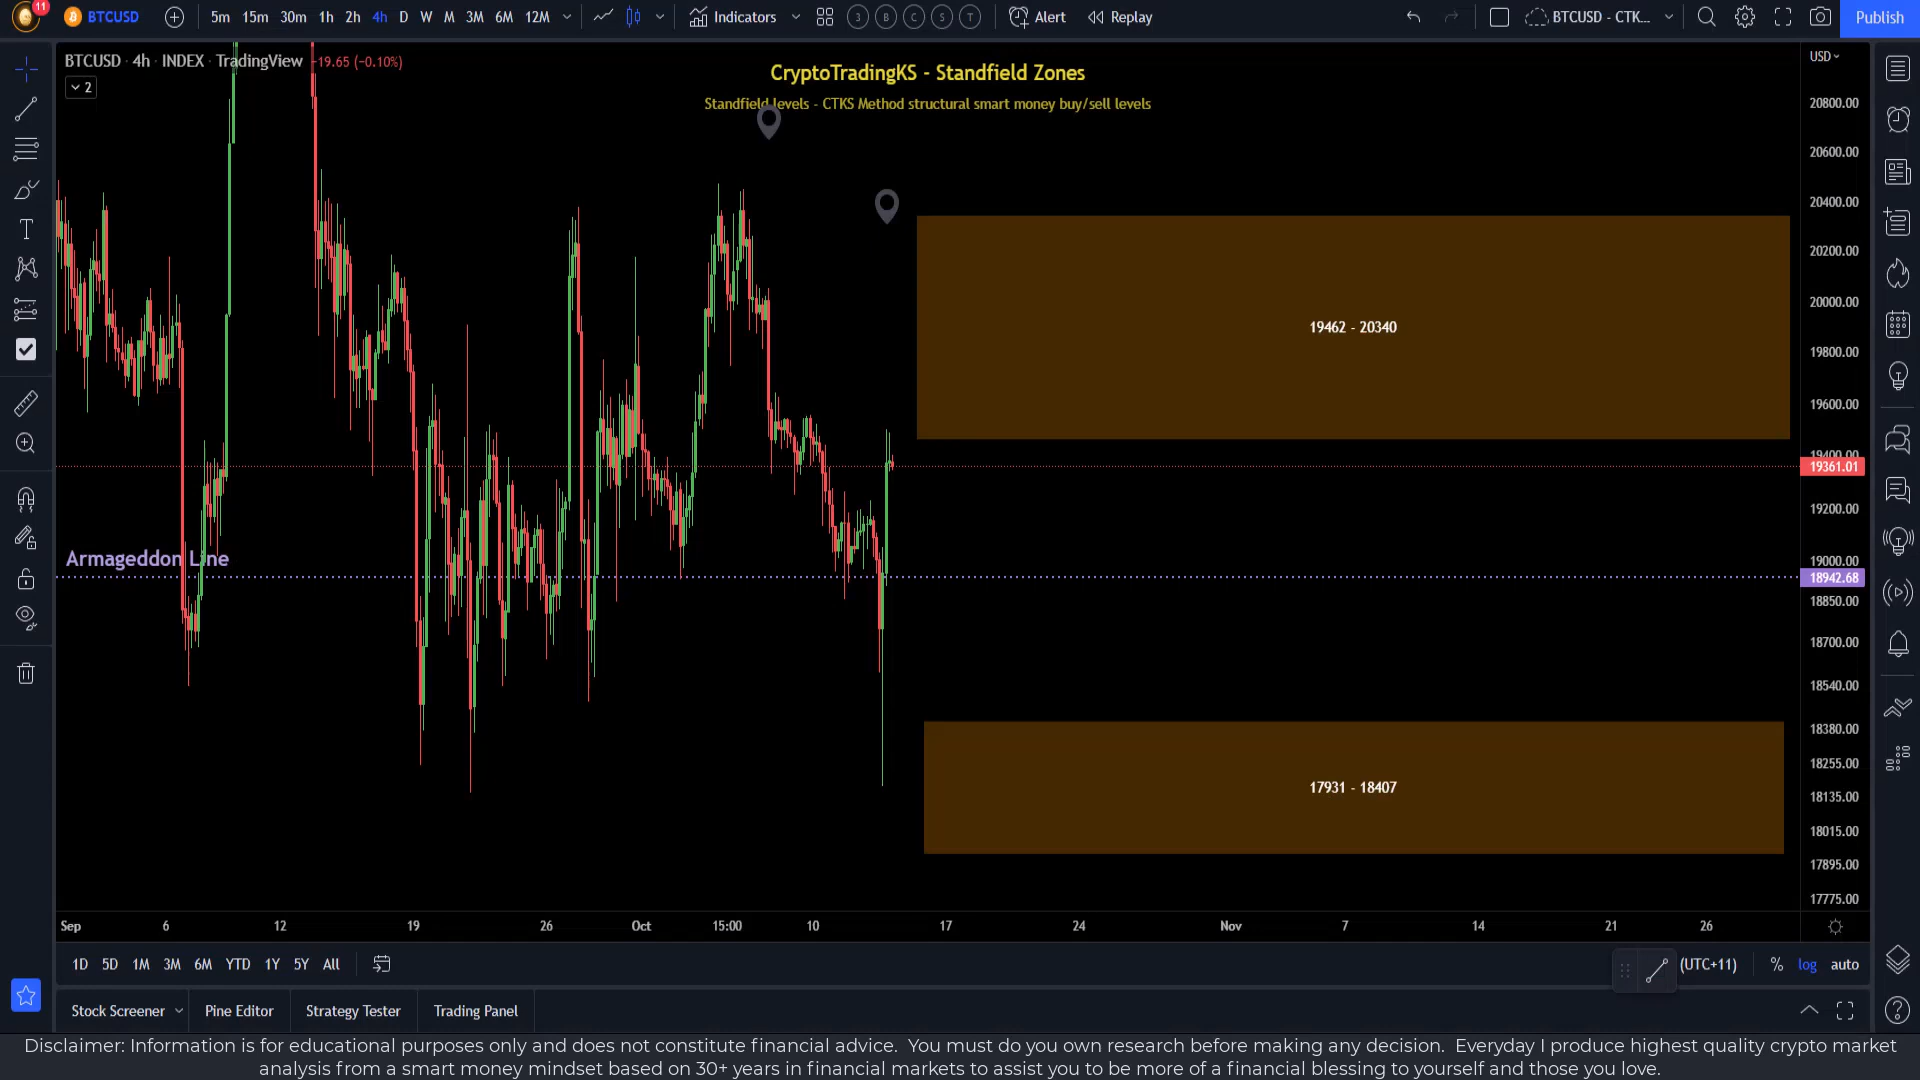 11
BTCUSD
5m 15m 30m 1h 2h 4h D W M 3M 6M 12M
Indicators
3 B C S T
Alert
Replay
BTCUSD - CTK...
Publish
BTCUSD · 4h · INDEX · TradingView −19.65 (−0.10%)
2
CryptoTradingKS - Standfield Zones
Standfield levels - CTKS Method structural smart money buy/sell levels
USD
20800.00
20600.00
20400.00
20200.00
20000.00
19800.00
19600.00
19400.00
19361.01
19200.00
19000.00
18942.68
18850.00
18700.00
18540.00
18380.00
18255.00
18135.00
18015.00
17895.00
17775.00
19462 - 20340
Armageddon Line
17931 - 18407
Sep 6 12 19 26 Oct 15:00 10 17 24 Nov 7 14 21 26
1D 5D 1M 3M 6M YTD 1Y 5Y All
(UTC+11) % log auto
Stock Screener Pine Editor Strategy Tester Trading Panel
Disclaimer: Information is for educational purposes only and does not constitute financial advice. You must do you own research before making any decision. Everyday I produce highest quality crypto market
analysis from a smart money mindset based on 30+ years in financial markets to assist you to be more of a financial blessing to yourself and those you love.